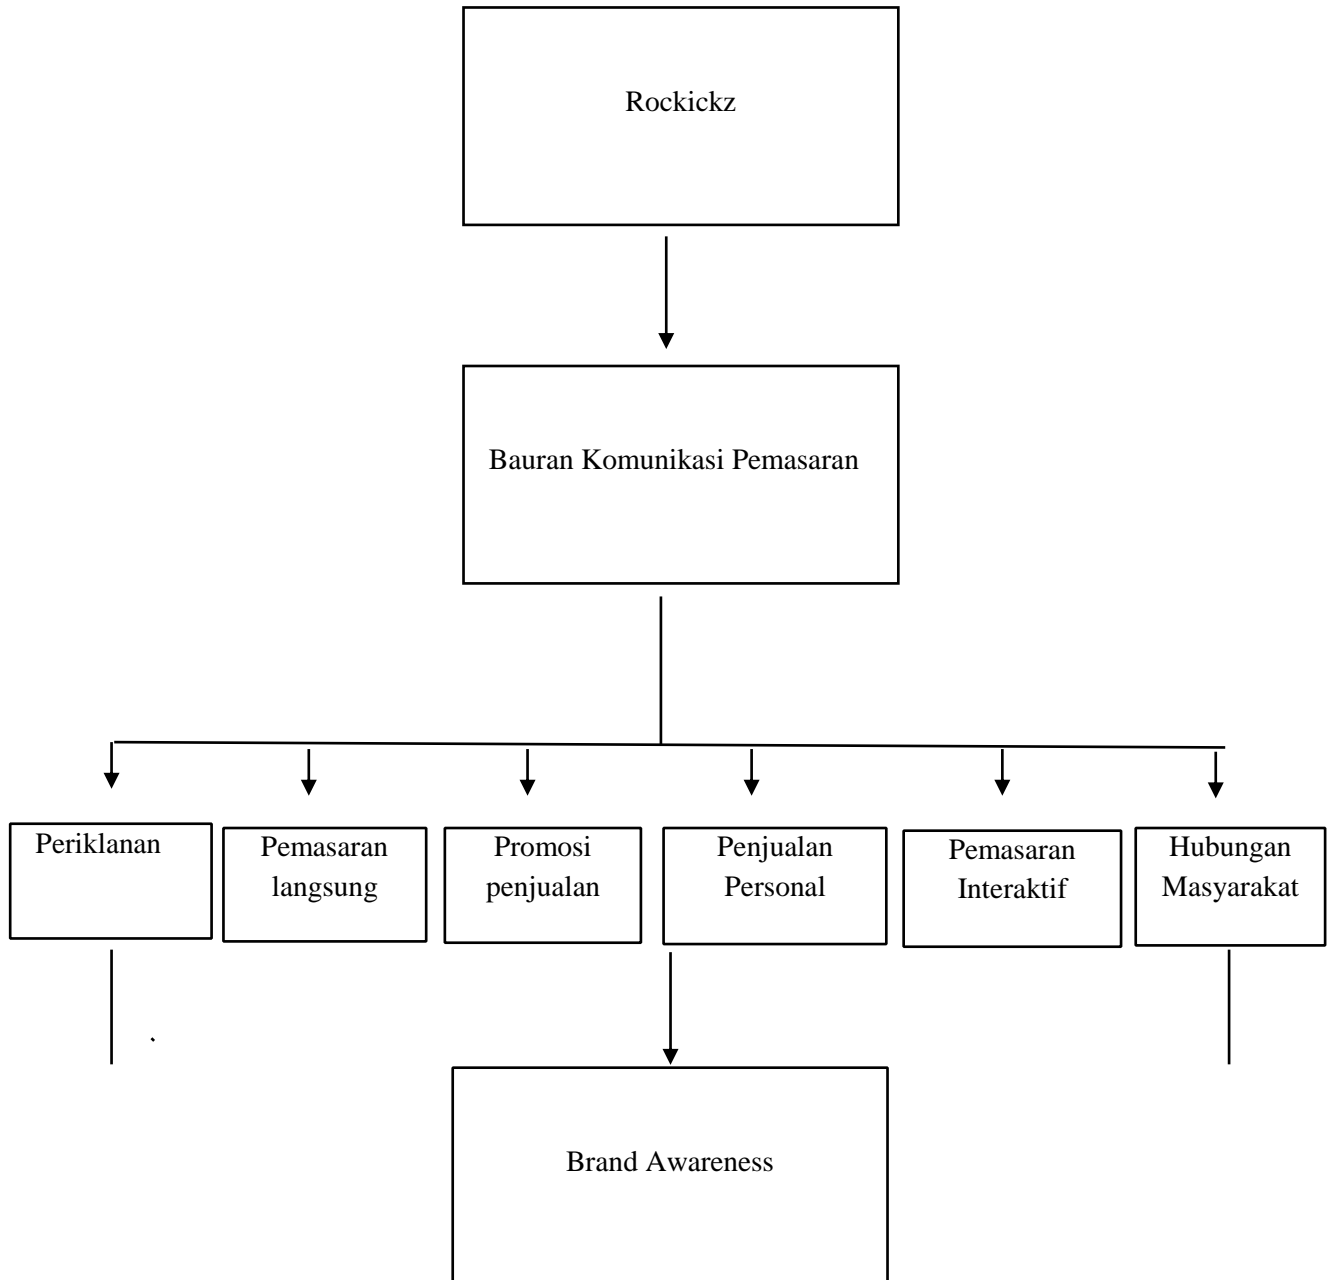 Rockickz
Bauran Komunikasi Pemasaran
Periklanan
Pemasaran
langsung
Promosi
penjualan
Penjualan
Personal
Pemasaran
Interaktif
Hubungan
Masyarakat
Brand Awareness